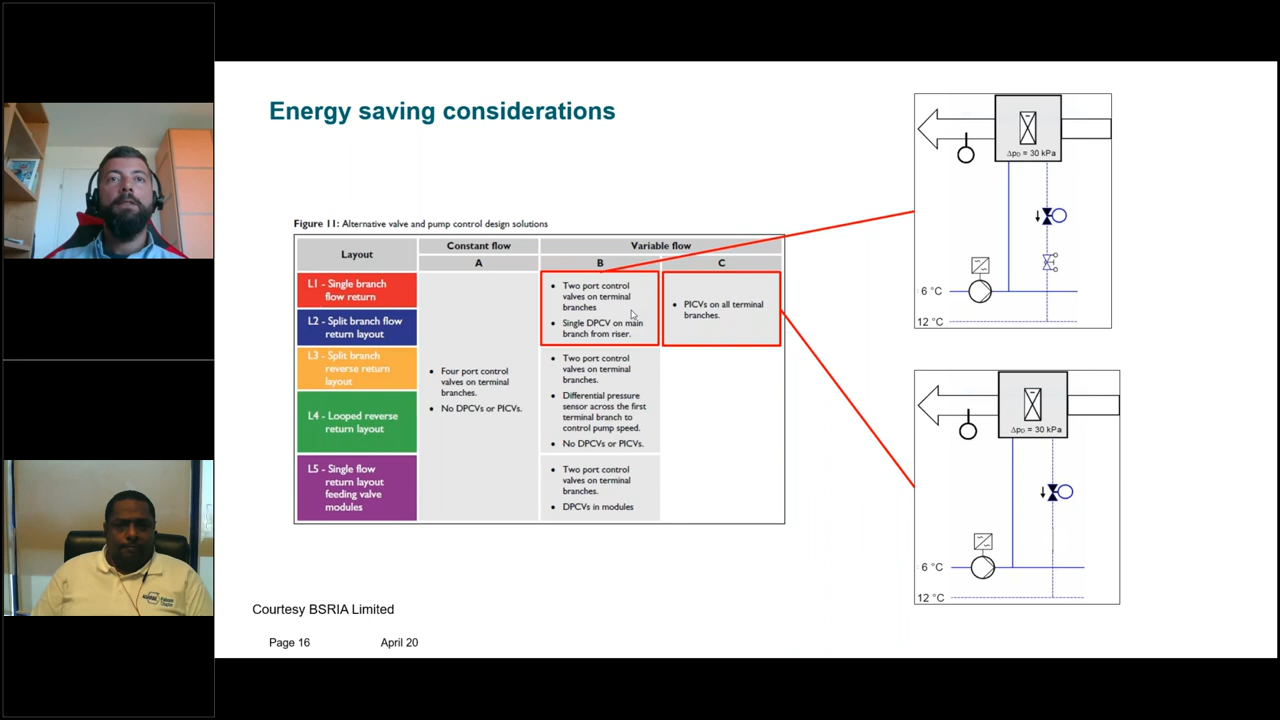 Energy saving considerations
Figure 11: Alternative valve and pump control design solutions
Layout
Constant flow
Variable flow
A
B
C
L1 - Single branch
flow return
L2 - Split branch flow
return layout
L3 - Split branch
reverse return
layout
L4 - Looped reverse
return layout
L5 - Single flow
return layout
feeding valve
modules
• Four port control
valves on terminal
branches.
• No DPCVs or PICVs.
• Two port control
valves on terminal
branches
• Single DPCV on main
branch from riser.
• Two port control
valves on terminal
branches.
• Differential pressure
sensor across the first
terminal branch to
control pump speed.
• No DPCVs or PICVs.
• Two port control
valves on terminal
branches.
• DPCVs in modules
• PICVs on all terminal
branches.
ΔpD = 30 kPa
6 °C
12 °C
ΔpD = 30 kPa
6 °C
12 °C
Courtesy BSRIA Limited
Page 16
April 20